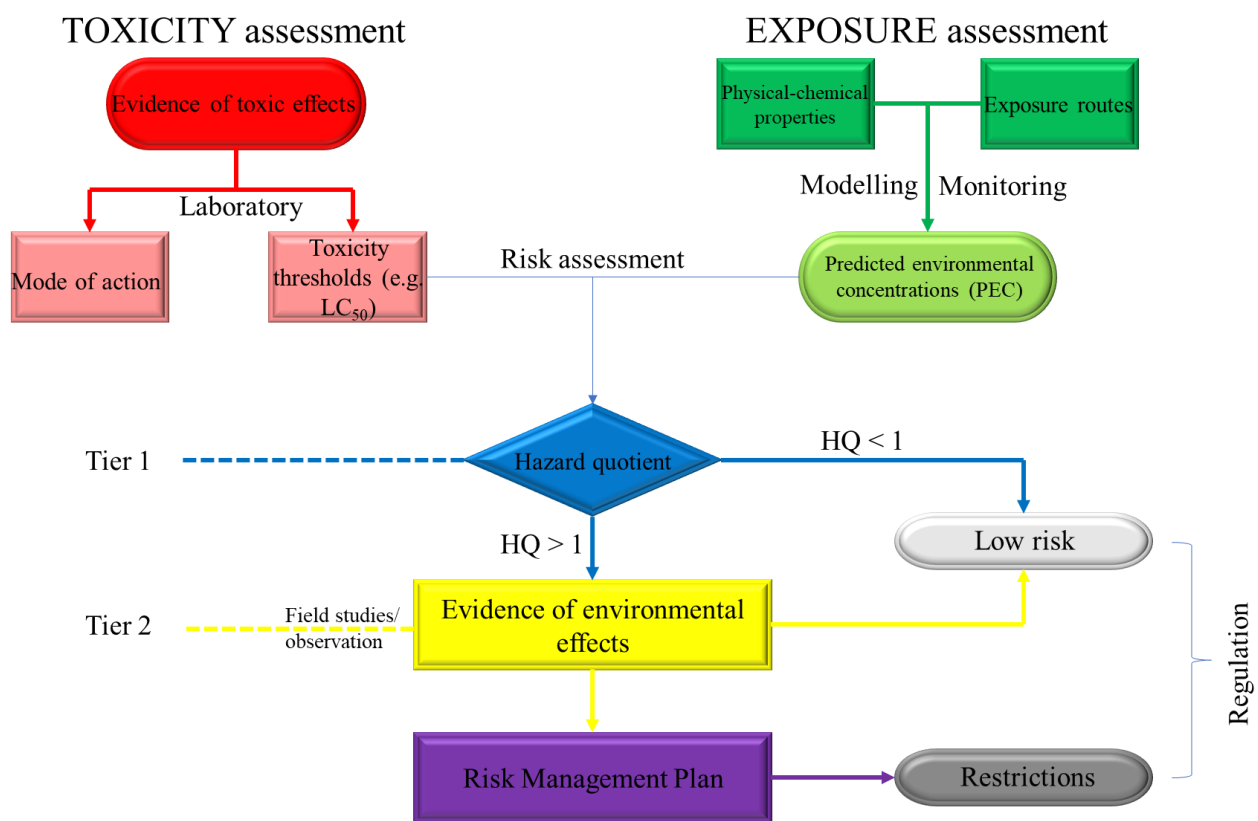 TOXICITY assessment
EXPOSURE assessment
Evidence of toxic effects
Physical-chemical
properties
Exposure routes
Modelling
Monitoring
Laboratory
Mode of action
Toxicity
thresholds (e.g.
LC50)
Risk assessment
Predicted environmental
concentrations (PEC)
Tier 1
Hazard quotient
HQ < 1
HQ > 1
Low risk
Tier 2
Field studies/
observation
Evidence of environmental
effects
Regulation
Risk Management Plan
Restrictions